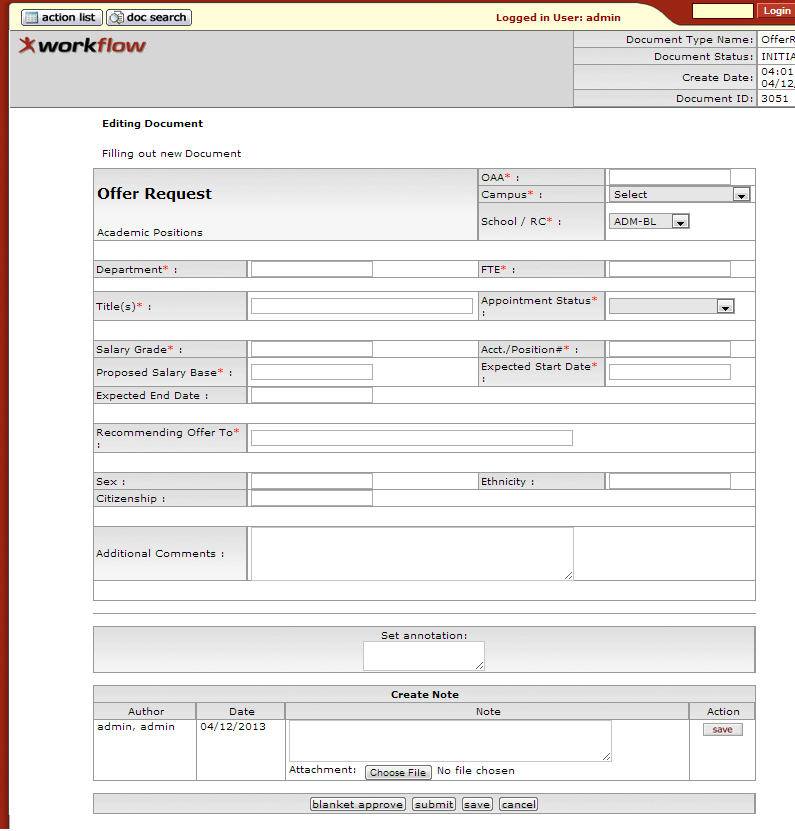 action list doc search Logged in User: admin Login
workflow
Document Type Name: OfferR
Document Status: INITIA
Create Date: 04:01
04/12/
Document ID: 3051
Editing Document
Filling out new Document
Offer Request
Academic Positions
OAA* :
Campus* : Select
School / RC* : ADM-BL
Department* : FTE* :
Title(s)* : Appointment Status*
:
Salary Grade* : Acct./Position#* :
Proposed Salary Base* : Expected Start Date*
:
Expected End Date :
Recommending Offer To*
:
Sex : Ethnicity :
Citizenship :
Additional Comments :
Set annotation:
Create Note
Author Date Note Action
admin, admin 04/12/2013 save
Attachment: Choose File No file chosen
blanket approve submit save cancel